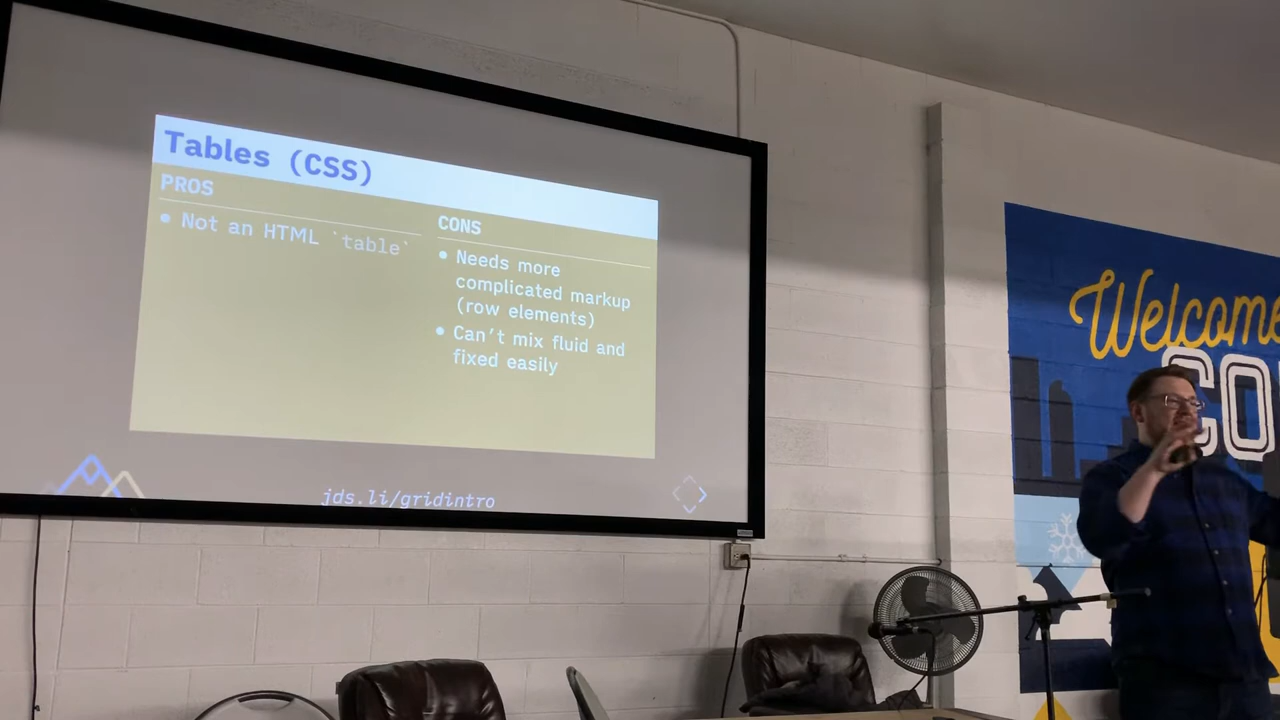 Tables (CSS)
PROS
• Not an HTML `table`
CONS
• Needs more
complicated markup
(row elements)
• Can't mix fluid and
fixed easily
jds.li/gridintro
Welcome
CO